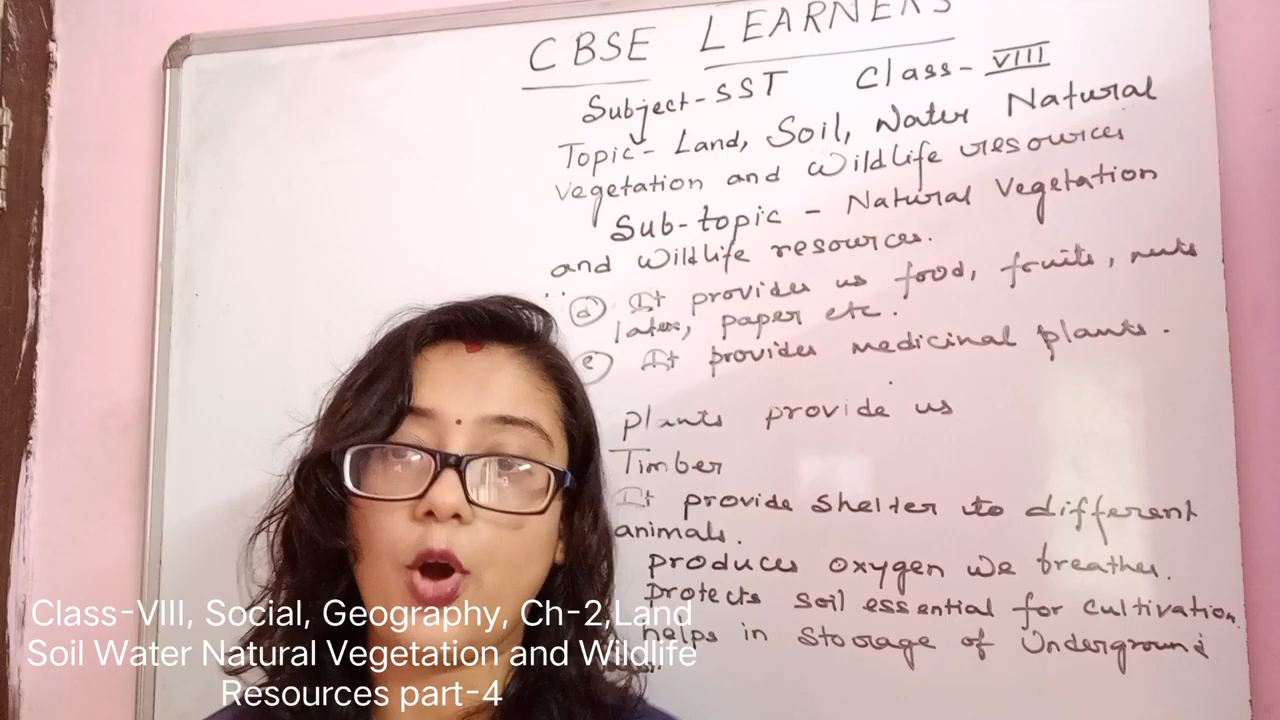 CBSE LEARNERS
Subject-SST Class-VIII
Topic- Land, Soil, Water Natural
Vegetation and Wildlife resources
Sub-topic - Natural Vegetation
and Wildlife resources.
(d) It provides us food, fruits, nuts
latex, paper etc.
(e) It provides medicinal plants.
plants provide us
Timber
It provide shelter to different
animals.
produces oxygen we breathe.
protects soil essential for cultivation.
helps in storage of Underground
Class-VIII, Social, Geography, Ch-2,Land
Soil Water Natural Vegetation and Wildlife
Resources part-4